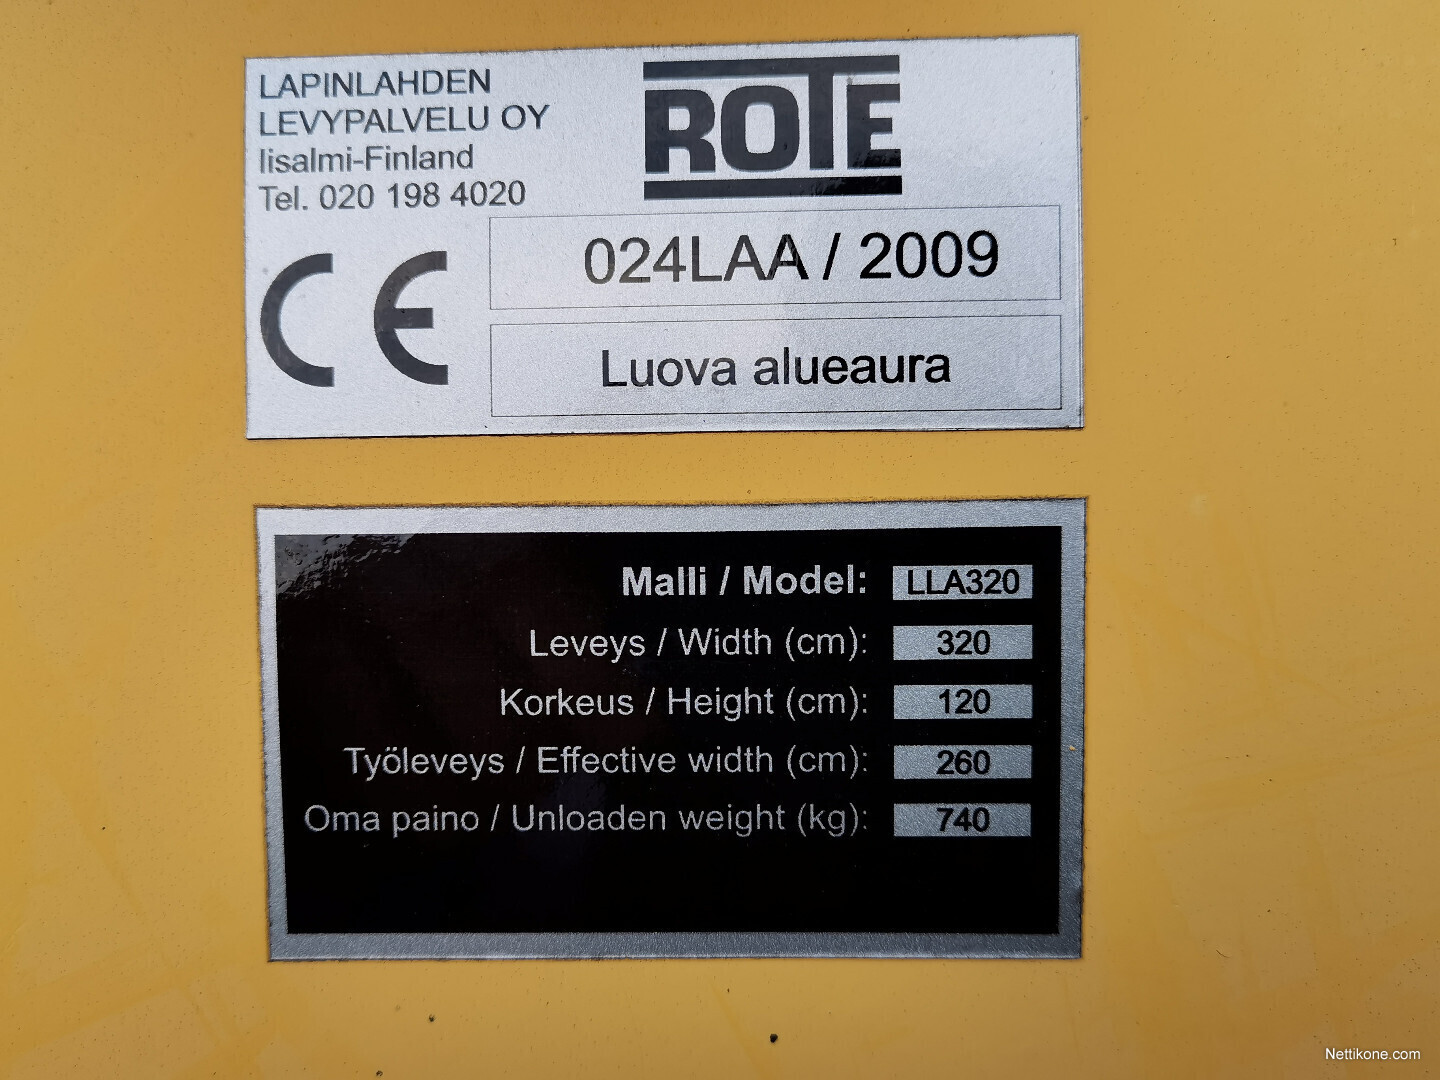 LAPINLAHDEN
LEVYPALVELU OY
Iisalmi-Finland
Tel. 020 198 4020
ROTE
CE
024LAA / 2009
Luova alueaura
Malli / Model: LLA320
Leveys / Width (cm): 320
Korkeus / Height (cm): 120
Työleveys / Effective width (cm): 260
Oma paino / Unloaden weight (kg): 740
Nettikone.com